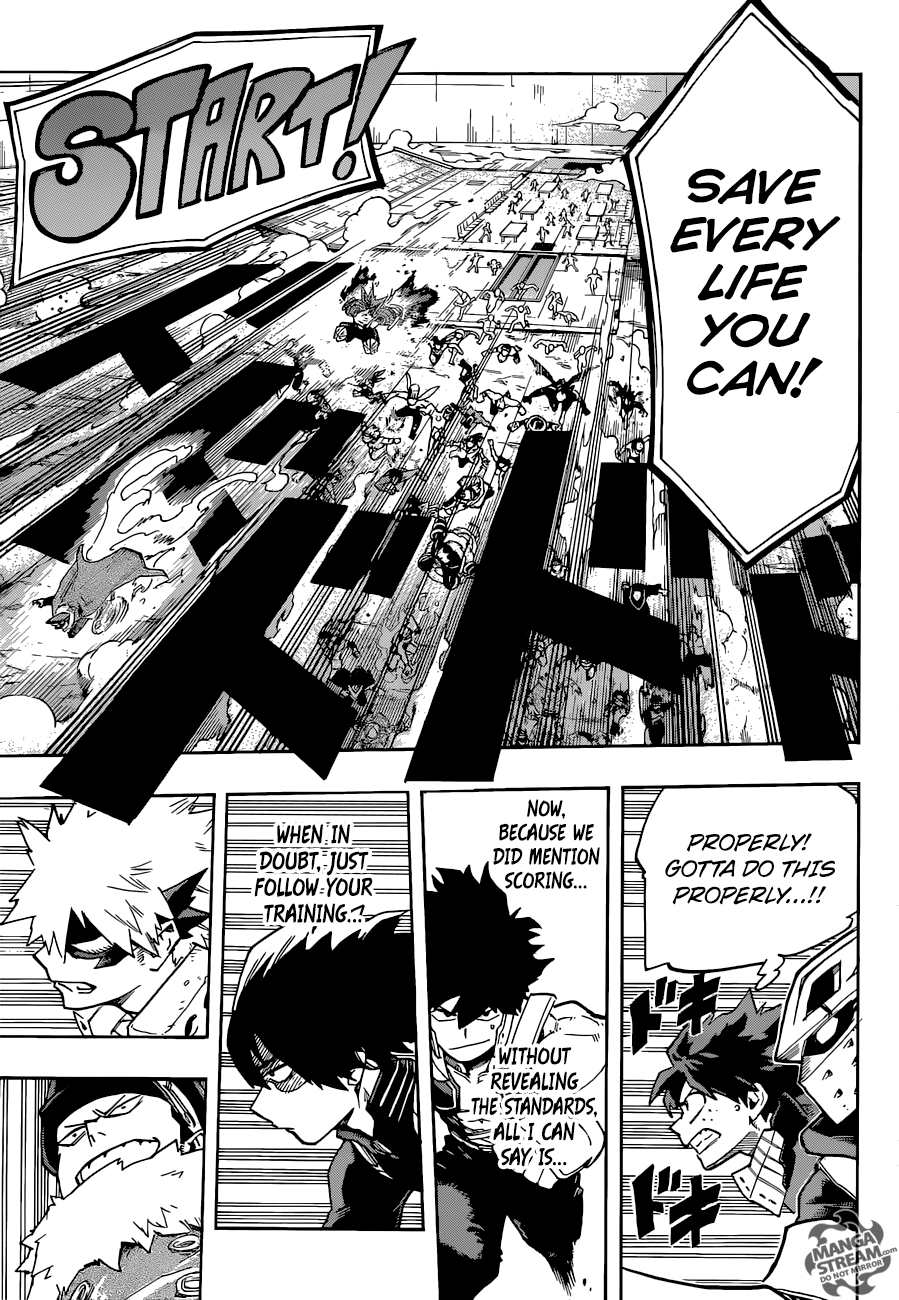 SAVE
EVERY
LIFE
YOU
CAN!
START!
ドドドド
PROPERLY!
GOTTA DO THIS
PROPERLY...!!
ドキ
ドキ
NOW,
BECAUSE WE
DID MENTION
SCORING...
WITHOUT
REVEALING
THE STANDARDS,
ALL I CAN
SAY IS...
WHEN IN
DOUBT, JUST
FOLLOW YOUR
TRAINING...?
MANGA
STREAM.com
DO NOT MIRROR